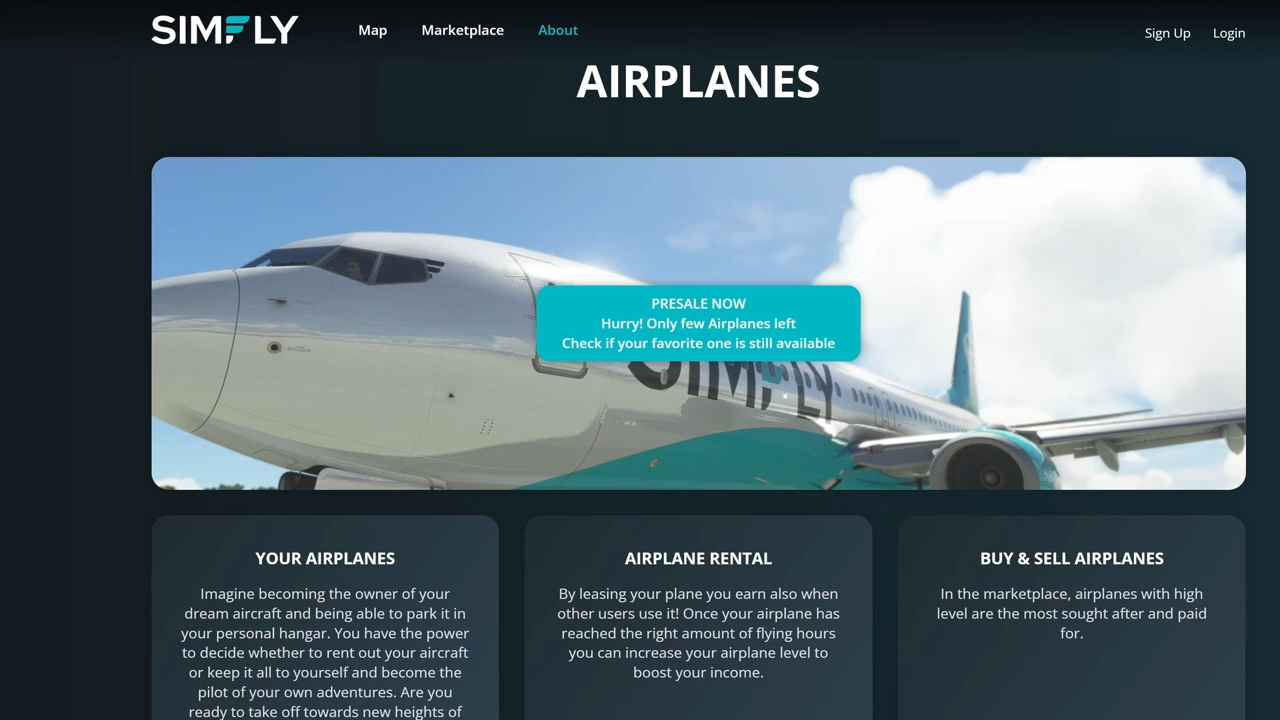 SIMFLY
Map
Marketplace
About
Sign Up
Login
AIRPLANES
PRESALE NOW
Hurry! Only few Airplanes left
Check if your favorite one is still available
SIMFLY
YOUR AIRPLANES
Imagine becoming the owner of your
dream aircraft and being able to park it in
your personal hangar. You have the power
to decide whether to rent out your aircraft
or keep it all to yourself and become the
pilot of your own adventures. Are you
ready to take off towards new heights of
AIRPLANE RENTAL
By leasing your plane you earn also when
other users use it! Once your airplane has
reached the right amount of flying hours
you can increase your airplane level to
boost your income.
BUY & SELL AIRPLANES
In the marketplace, airplanes with high
level are the most sought after and paid
for.